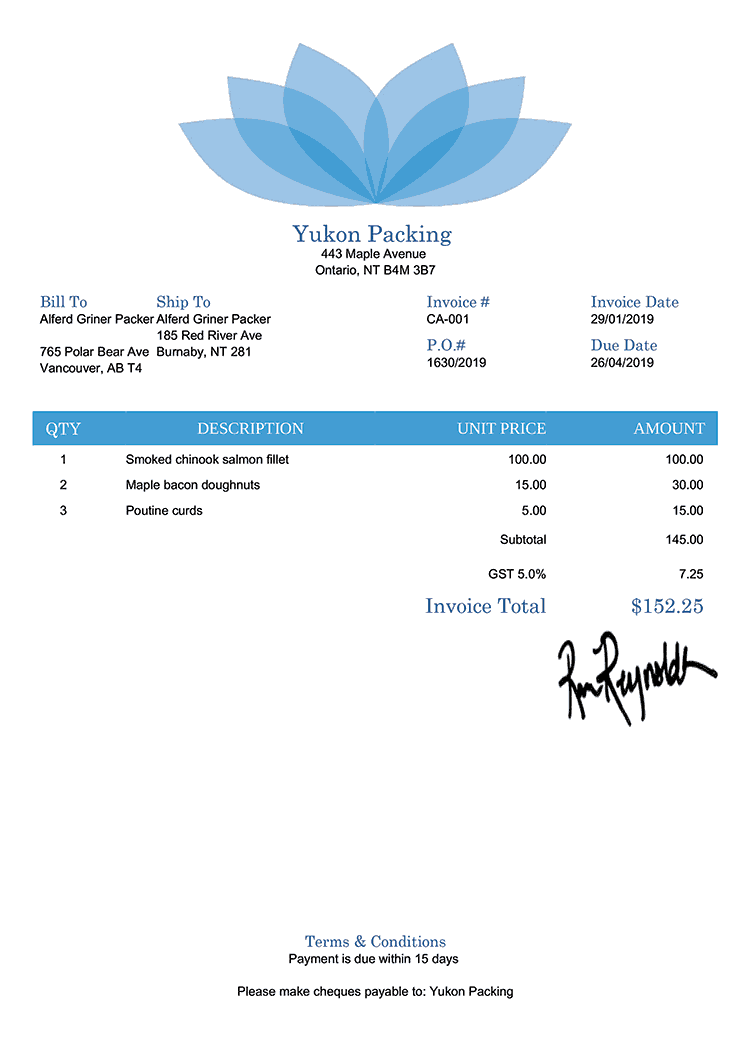 Yukon Packing
443 Maple Avenue
Ontario, NT B4M 3B7
Bill To Ship To Invoice # Invoice Date
Alferd Griner Packer Alferd Griner Packer CA-001 29/01/2019
185 Red River Ave
P.O.# Due Date
765 Polar Bear Ave Burnaby, NT 281
Vancouver, AB T4 1630/2019 26/04/2019
QTY DESCRIPTION UNIT PRICE AMOUNT
1 Smoked chinook salmon fillet 100.00 100.00
2 Maple bacon doughnuts 15.00 30.00
3 Poutine curds 5.00 15.00
Subtotal 145.00
GST 5.0% 7.25
Invoice Total $152.25
Terms & Conditions
Payment is due within 15 days
Please make cheques payable to: Yukon Packing